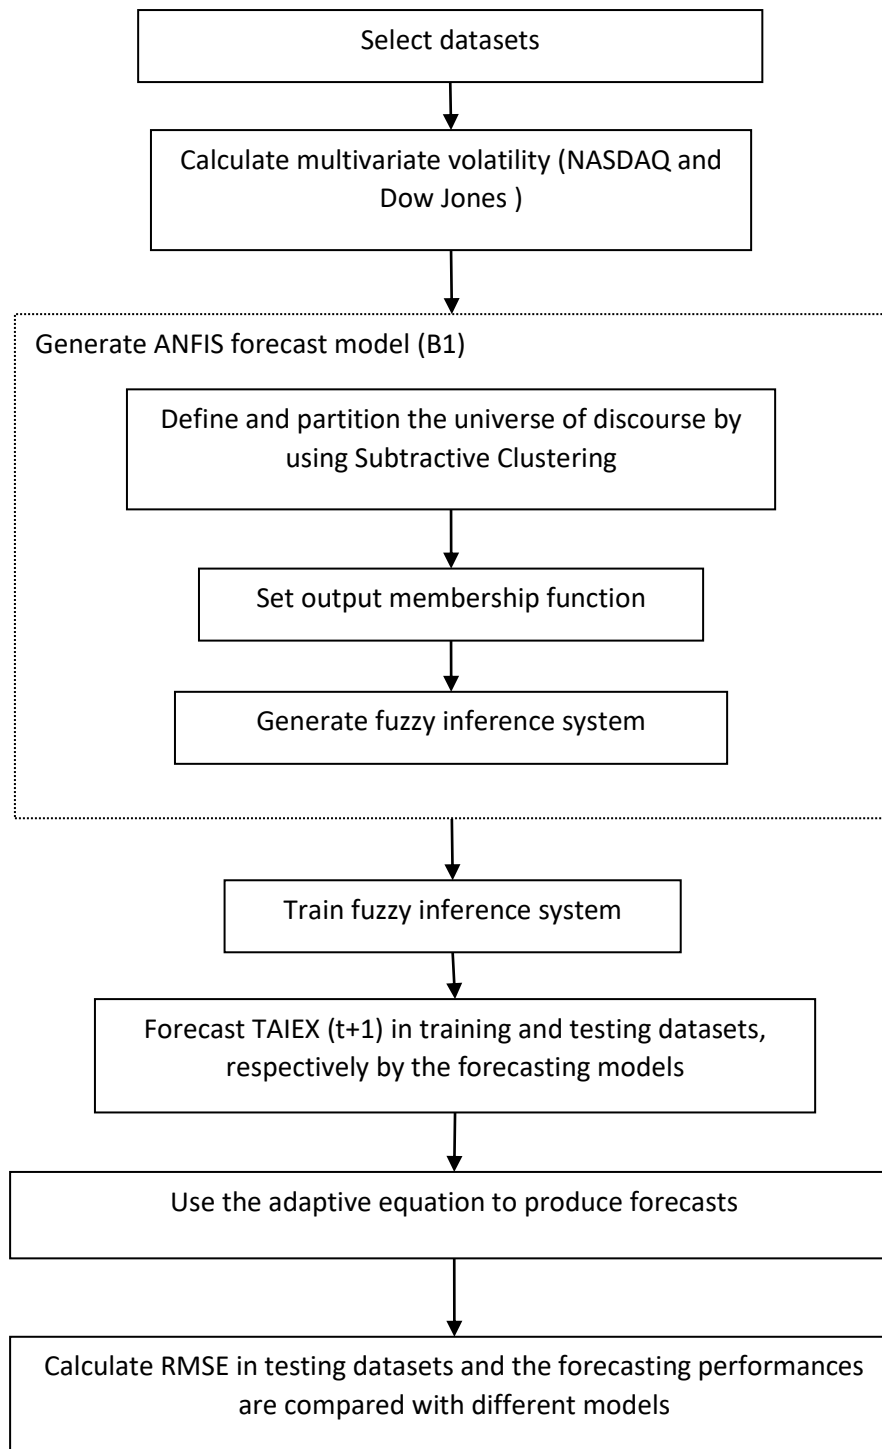 Select datasets
Calculate multivariate volatility (NASDAQ and
Dow Jones )
Generate ANFIS forecast model (B1)
Define and partition the universe of discourse by
using Subtractive Clustering
Set output membership function
Generate fuzzy inference system
Train fuzzy inference system
Forecast TAIEX (t+1) in training and testing datasets,
respectively by the forecasting models
Use the adaptive equation to produce forecasts
Calculate RMSE in testing datasets and the forecasting performances
are compared with different models